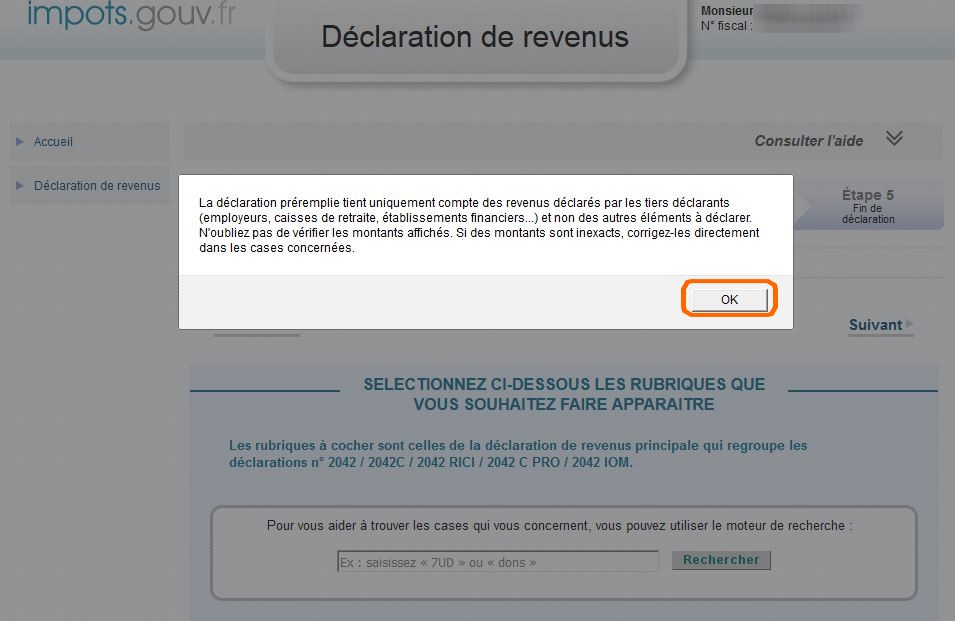 impots.gouv.fr
Déclaration de revenus
Monsieur
N° fiscal :
Accueil
Consulter l'aide
Déclaration de revenus
Étape 5
Fin de
déclaration
La déclaration préremplie tient uniquement compte des revenus déclarés par les tiers déclarants
(employeurs, caisses de retraite, établissements financiers...) et non des autres éléments à déclarer.
N'oubliez pas de vérifier les montants affichés. Si des montants sont inexacts, corrigez-les directement
dans les cases concernées.
OK
Suivant
SELECTIONNEZ CI-DESSOUS LES RUBRIQUES QUE
VOUS SOUHAITEZ FAIRE APPARAITRE
Les rubriques à cocher sont celles de la déclaration de revenus principale qui regroupe les
déclarations n° 2042 / 2042C / 2042 RICI / 2042 C PRO / 2042 IOM.
Pour vous aider à trouver les cases qui vous concernent, vous pouvez utiliser le moteur de recherche :
Ex : saisissez « 7UD » ou « dons »
Rechercher